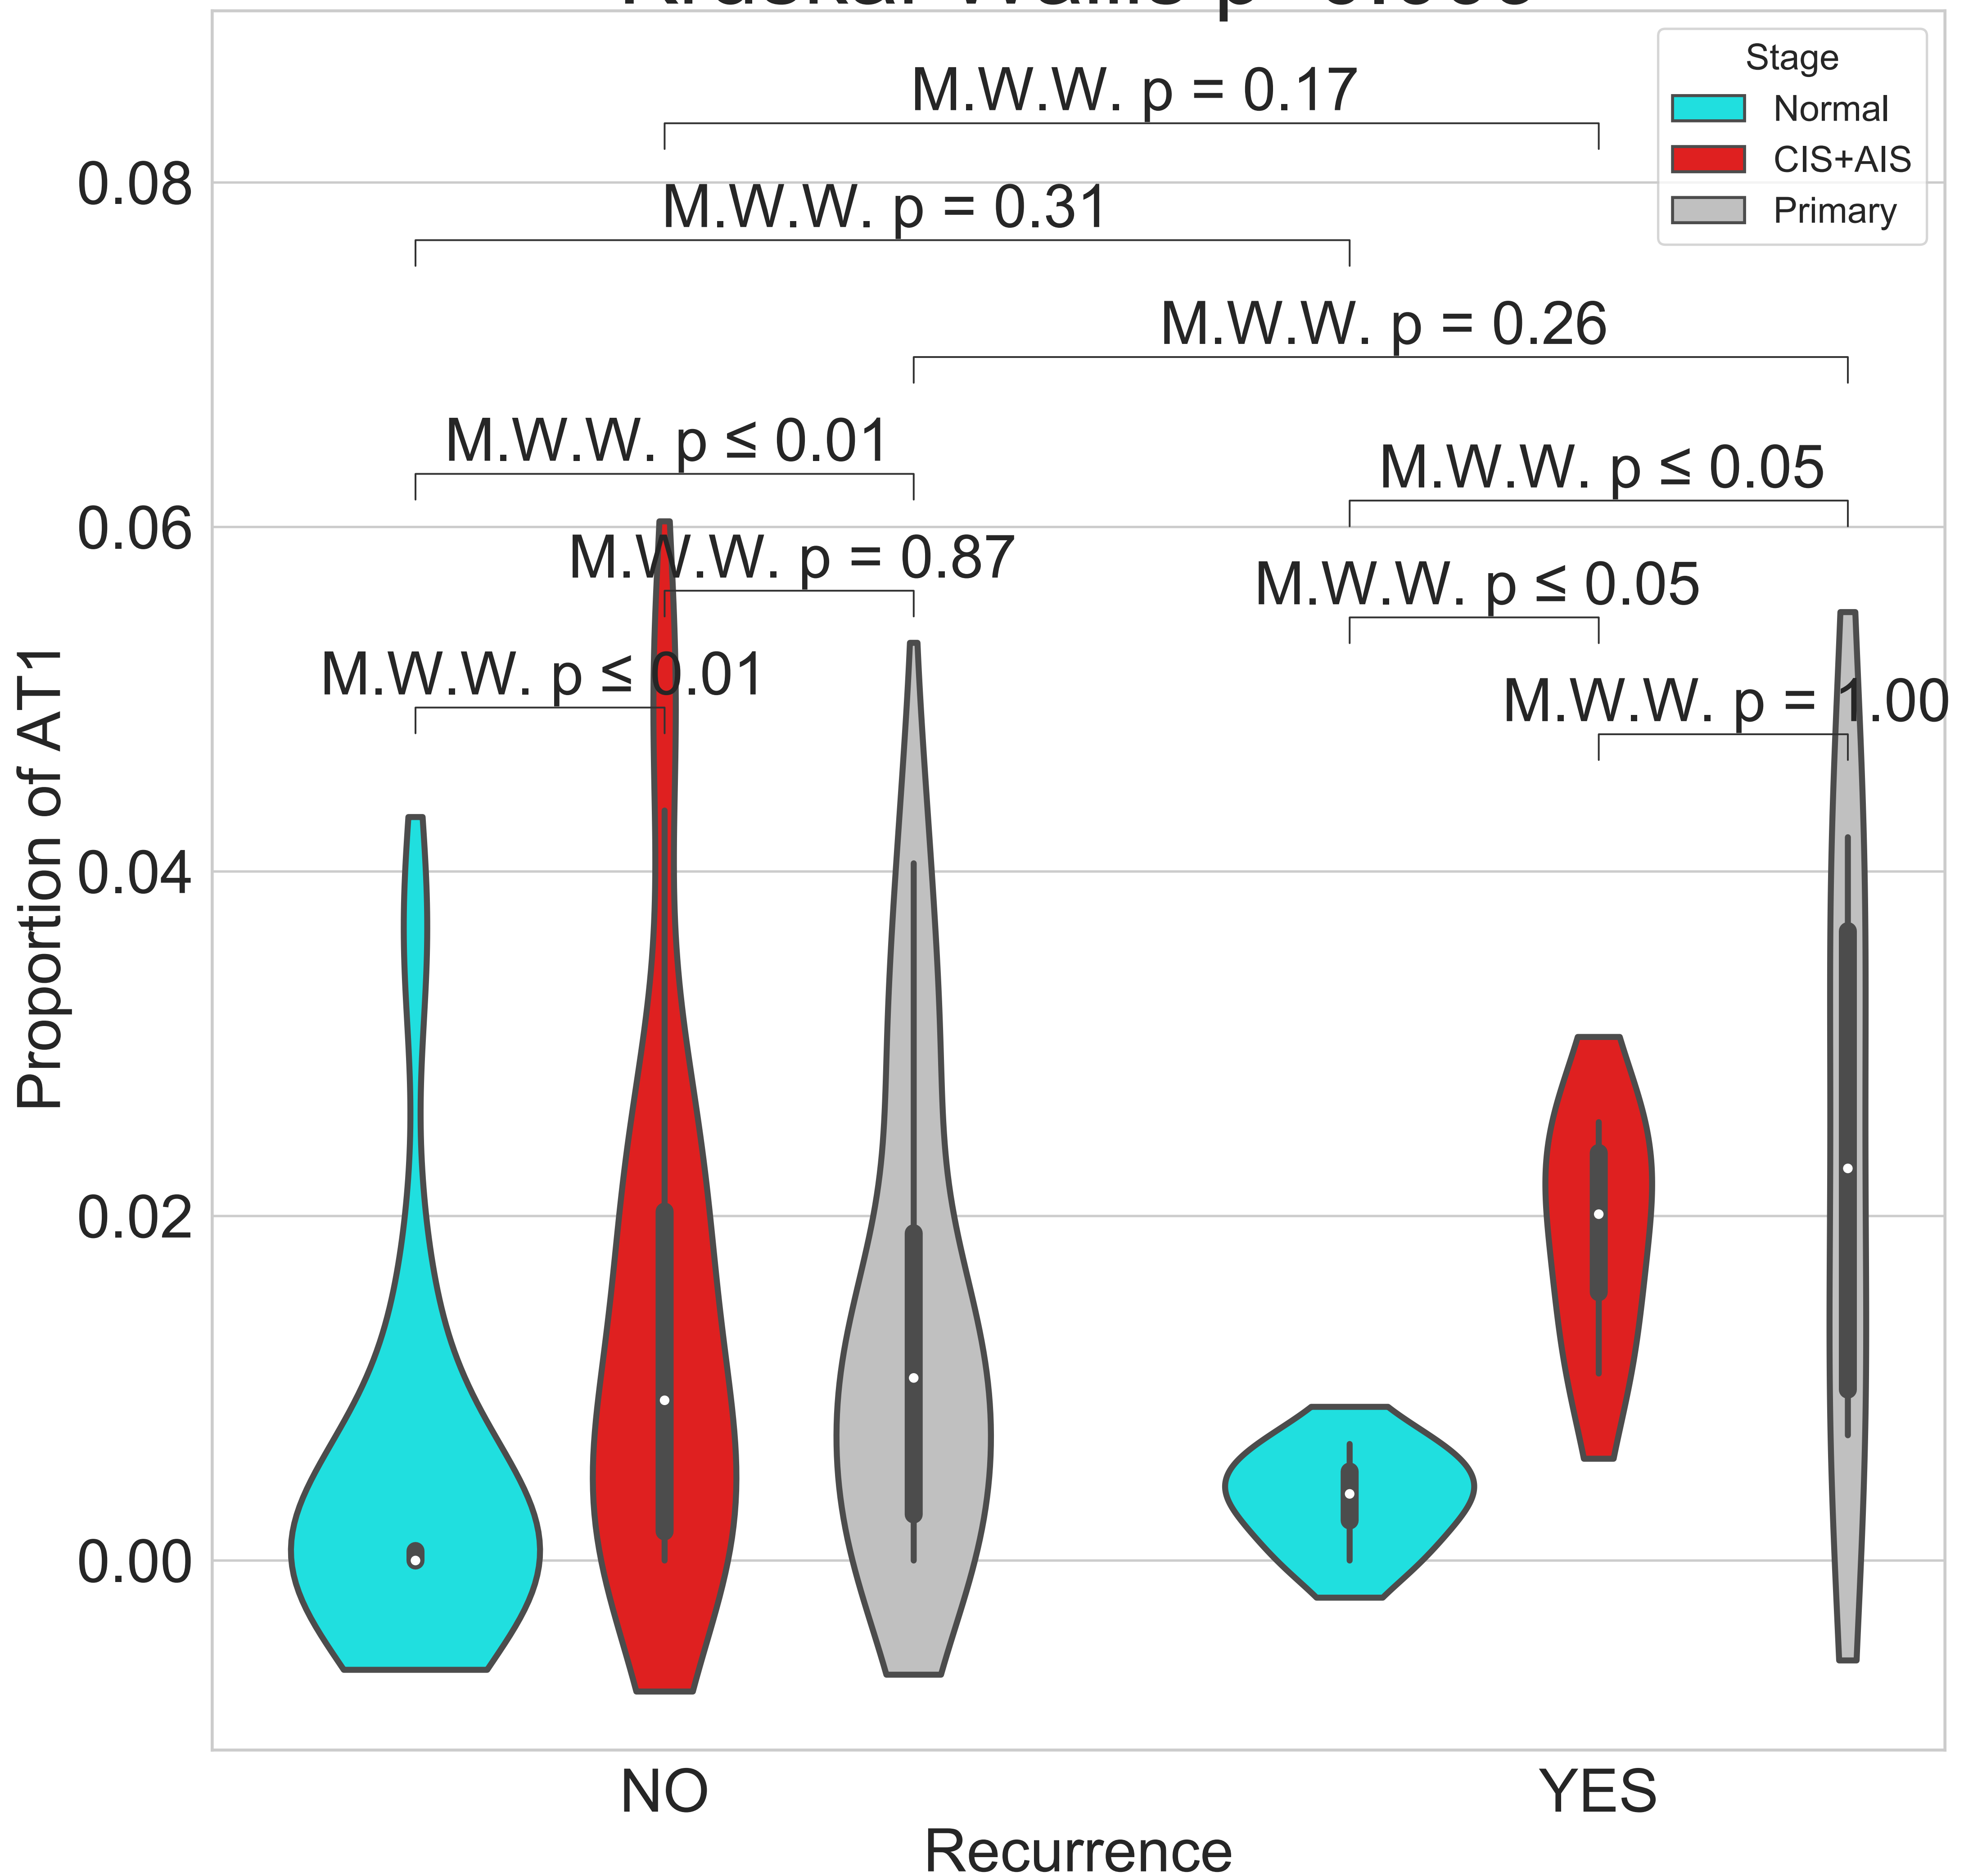 Stage
Normal
CIS+AIS
Primary
M.W.W. p = 0.17
M.W.W. p = 0.31
M.W.W. p = 0.26
M.W.W. p ≤ 0.01
M.W.W. p ≤ 0.05
M.W.W. p = 0.87
M.W.W. p ≤ 0.05
M.W.W. p ≤ 0.01
M.W.W. p = 1.00
0.08
0.06
0.04
0.02
0.00
Proportion of AT1
NO
YES
Recurrence